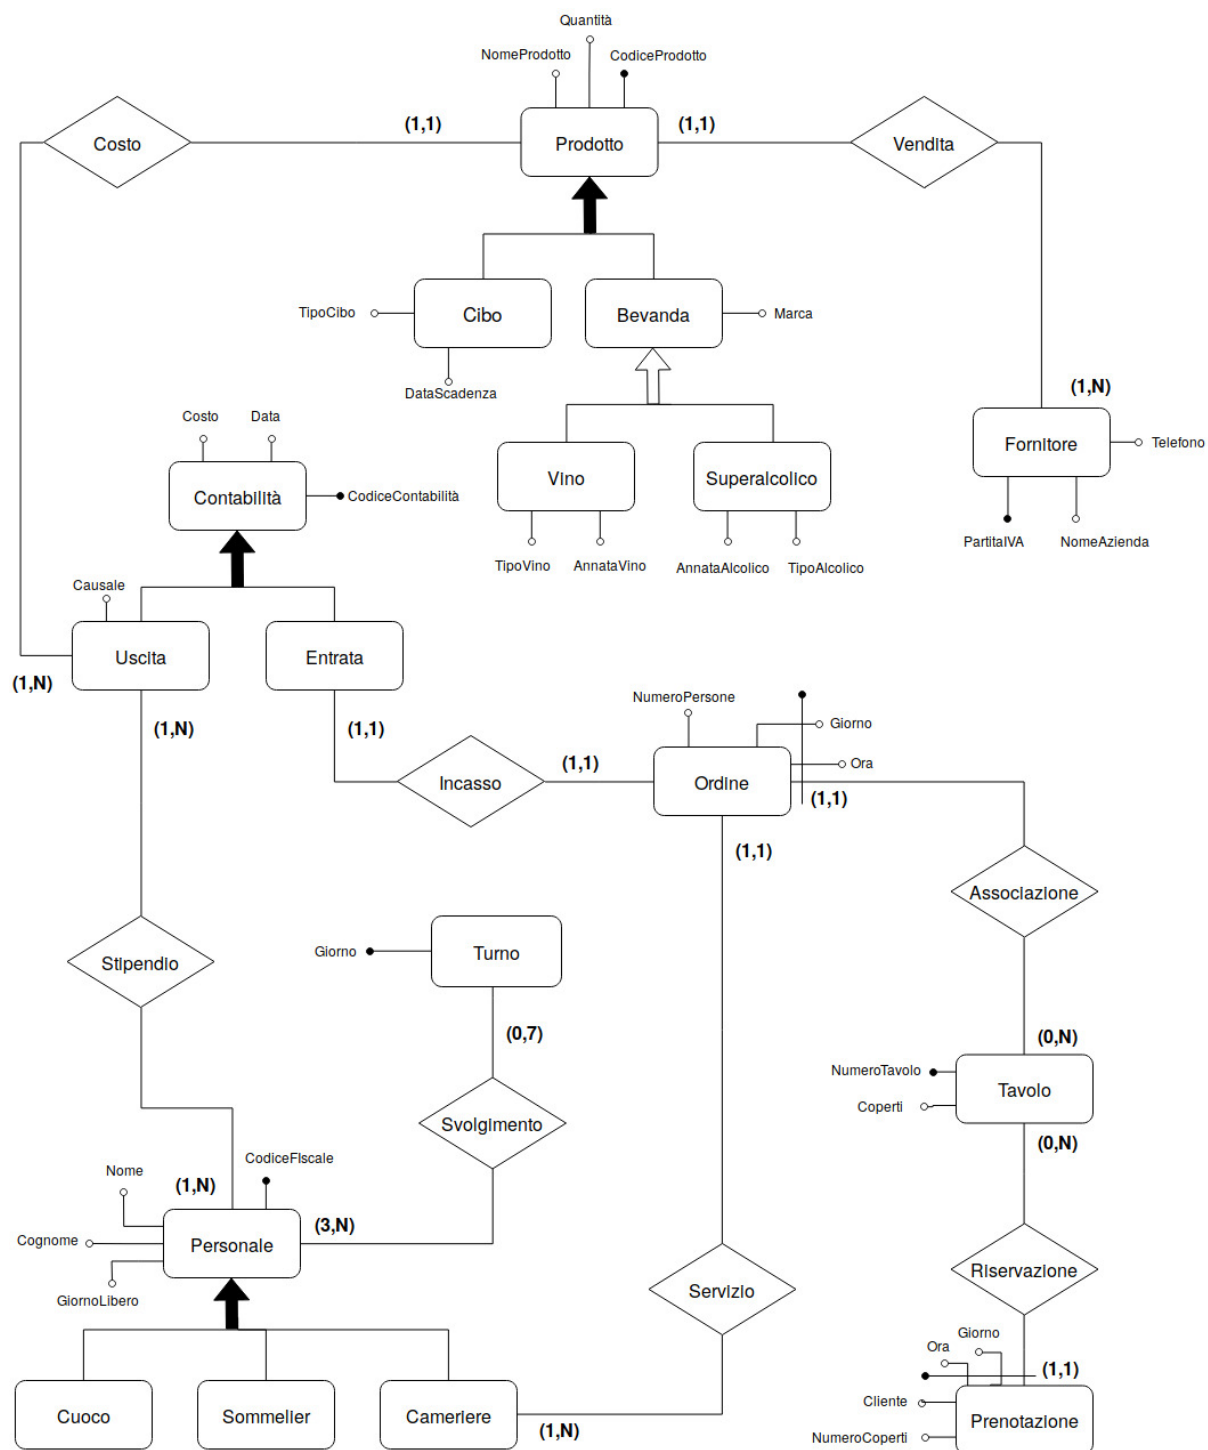 Quantità
NomeProdotto
CodiceProdotto
Costo
(1,1)
Prodotto
(1,1)
Vendita
TipoCibo
Cibo
Bevanda
Marca
DataScadenza
(1,N)
Costo
Data
Fornitore
Telefono
Contabilità
CodiceContabilità
Vino
Superalcolico
PartitaIVA
NomeAzienda
TipoVino
AnnataVino
AnnataAlcolico
TipoAlcolico
Causale
Uscita
Entrata
(1,N)
(1,N)
(1,1)
NumeroPersone
Giorno
Incasso
(1,1)
Ordine
Ora
(1,1)
(1,1)
Associazione
Stipendio
Giorno
Turno
(0,7)
(0,N)
NumeroTavolo
Tavolo
Coperti
Svolgimento
(0,N)
CodiceFIscale
Nome
(1,N)
(3,N)
Cognome
Personale
GiornoLibero
Servizio
Riservazione
Giorno
Ora
(1,1)
Cliente
Cuoco
Sommelier
Cameriere
(1,N)
Prenotazione
NumeroCoperti